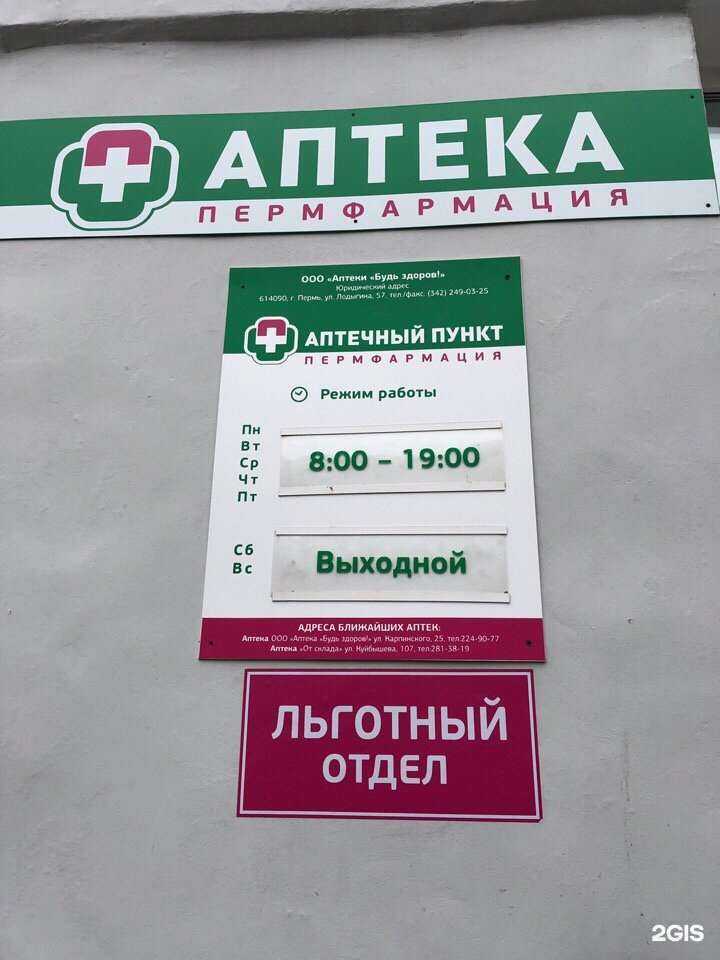 АПТЕКА
ПЕРМФАРМАЦИЯ
ООО «Аптеки «Будь здоров!»
Юридический адрес
614090, г. Пермь, ул. Лодыгина, 57. тел./факс: (342) 249-03-25
АПТЕЧНЫЙ ПУНКТ
ПЕРМФАРМАЦИЯ
Режим работы
Пн
Вт
Ср
Чт
Пт
8:00 – 19:00
Сб
Вс
Выходной
АДРЕСА БЛИЖАЙШИХ АПТЕК:
Аптека ООО «Аптека «Будь здоров!» ул. Карпинского, 25, тел:224-90-77
Аптека «От склада» ул. Куйбышева, 107, тел:281-38-19
ЛЬГОТНЫЙ
ОТДЕЛ
2GIS